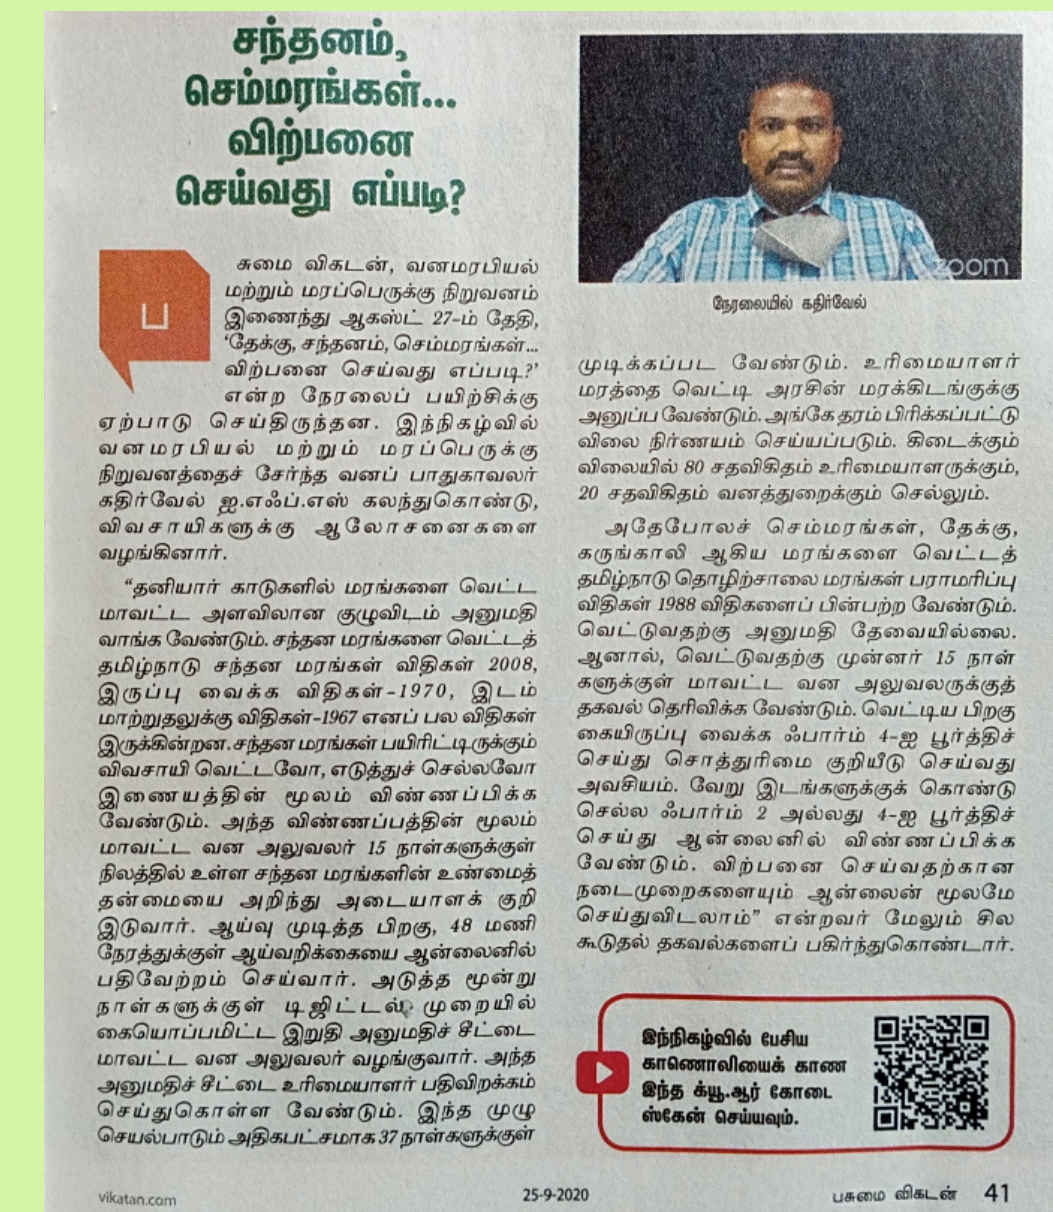 சந்தனம்,
செம்மரங்கள்...
விற்பனை
செய்வது எப்படி?
ப
சுமை விகடன், வனமரபியல்
மற்றும் மரப்பெருக்கு நிறுவனம்
இணைந்து ஆகஸ்ட் 27-ம் தேதி,
‘தேக்கு, சந்தனம், செம்மரங்கள்...
விற்பனை செய்வது எப்படி?’
என்ற நேரலைப் பயிற்சிக்கு
ஏற்பாடு செய்திருந்தன. இந்நிகழ்வில்
வனமரபியல் மற்றும் மரப்பெருக்கு
நிறுவனத்தைச் சேர்ந்த வனப் பாதுகாவலர்
கதிர்வேல் ஐ.எஃப்.எஸ் கலந்துகொண்டு,
விவசாயிகளுக்கு ஆலோசனைகளை
வழங்கினார்.
“தனியார் காடுகளில் மரங்களை வெட்ட
மாவட்ட அளவிலான குழுவிடம் அனுமதி
வாங்க வேண்டும். சந்தன மரங்களை வெட்டத்
தமிழ்நாடு சந்தன மரங்கள் விதிகள் 2008,
இருப்பு வைக்க விதிகள்-1970, இடம்
மாற்றுதலுக்கு விதிகள்-1967 எனப் பல விதிகள்
இருக்கின்றன. சந்தன மரங்கள் பயிரிட்டிருக்கும்
விவசாயி வெட்டவோ, எடுத்துச் செல்லவோ
இணையத்தின் மூலம் விண்ணப்பிக்க
வேண்டும். அந்த விண்ணப்பத்தின் மூலம்
மாவட்ட வன அலுவலர் 15 நாள்களுக்குள்
நிலத்தில் உள்ள சந்தன மரங்களின் உண்மைத்
தன்மையை அறிந்து அடையாளக் குறி
இடுவார். ஆய்வு முடித்த பிறகு, 48 மணி
நேரத்துக்குள் ஆய்வறிக்கையை ஆன்லைனில்
பதிவேற்றம் செய்வார். அடுத்த மூன்று
நாள்களுக்குள் டிஜிட்டல் முறையில்
கையொப்பமிட்ட இறுதி அனுமதிச் சீட்டை
மாவட்ட வன அலுவலர் வழங்குவார். அந்த
அனுமதிச் சீட்டை உரிமையாளர் பதிவிறக்கம்
செய்துகொள்ள வேண்டும். இந்த முழு
செயல்பாடும் அதிகபட்சமாக 37 நாள்களுக்குள்
zoom
நேரலையில் கதிர்வேல்
முடிக்கப்பட வேண்டும். உரிமையாளர்
மரத்தை வெட்டி அரசின் மரக்கிடங்குக்கு
அனுப்ப வேண்டும். அங்கே தரம் பிரிக்கப்பட்டு
விலை நிர்ணயம் செய்யப்படும். கிடைக்கும்
விலையில் 80 சதவிகிதம் உரிமையாளருக்கும்,
20 சதவிகிதம் வனத்துறைக்கும் செல்லும்.
அதேபோலச் செம்மரங்கள், தேக்கு,
கருங்காலி ஆகிய மரங்களை வெட்டத்
தமிழ்நாடு தொழிற்சாலை மரங்கள் பராமரிப்பு
விதிகள் 1988 விதிகளைப் பின்பற்ற வேண்டும்.
வெட்டுவதற்கு அனுமதி தேவையில்லை.
ஆனால், வெட்டுவதற்கு முன்னர் 15 நாள்
களுக்குள் மாவட்ட வன அலுவலருக்குத்
தகவல் தெரிவிக்க வேண்டும். வெட்டிய பிறகு
கையிருப்பு வைக்க ஃபார்ம் 4-ஐ பூர்த்திச்
செய்து சொத்துரிமை குறியீடு செய்வது
அவசியம். வேறு இடங்களுக்குக் கொண்டு
செல்ல ஃபார்ம் 2 அல்லது 4-ஐ பூர்த்திச்
செய்து ஆன்லைனில் விண்ணப்பிக்க
வேண்டும். விற்பனை செய்வதற்கான
நடைமுறைகளையும் ஆன்லைன் மூலமே
செய்துவிடலாம்” என்றவர் மேலும் சில
கூடுதல் தகவல்களைப் பகிர்ந்துகொண்டார்.
இந்நிகழ்வில் பேசிய
காணொலியைக் காண
இந்த க்யூ.ஆர் கோடை
ஸ்கேன் செய்யவும்.
vikatan.com
25-9-2020
பசுமை விகடன் 41